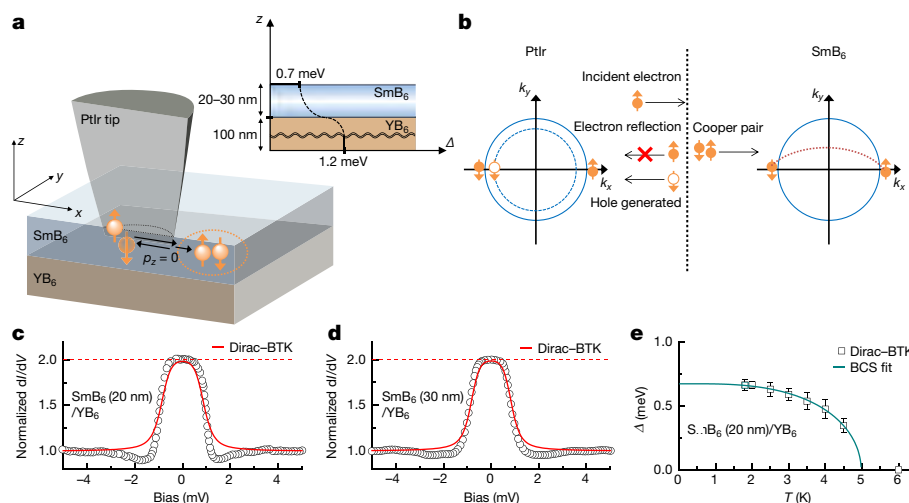 a
z
0.7 meV
20–30 nm
SmB6
100 nm
YB6
Δ
1.2 meV
PtIr tip
z
y
x
SmB6
YB6
pz = 0
b
PtIr
SmB6
ky
kx
ky
kx
Incident electron
Electron reflection
Cooper pair
Hole generated
c
Normalized dI/dV
2.0
1.0
Dirac–BTK
SmB6 (20 nm)
/YB6
−4 −2 0 2 4
Bias (mV)
d
Normalized dI/dV
2.0
1.0
Dirac–BTK
SmB6 (30 nm)
/YB6
−4 −2 0 2 4
Bias (mV)
e
Δ (meV)
1.0
0.5
0.0
Dirac–BTK
BCS fit
B6 (20 nm)/YB6
0 1 2 3 4 5 6
T (K)